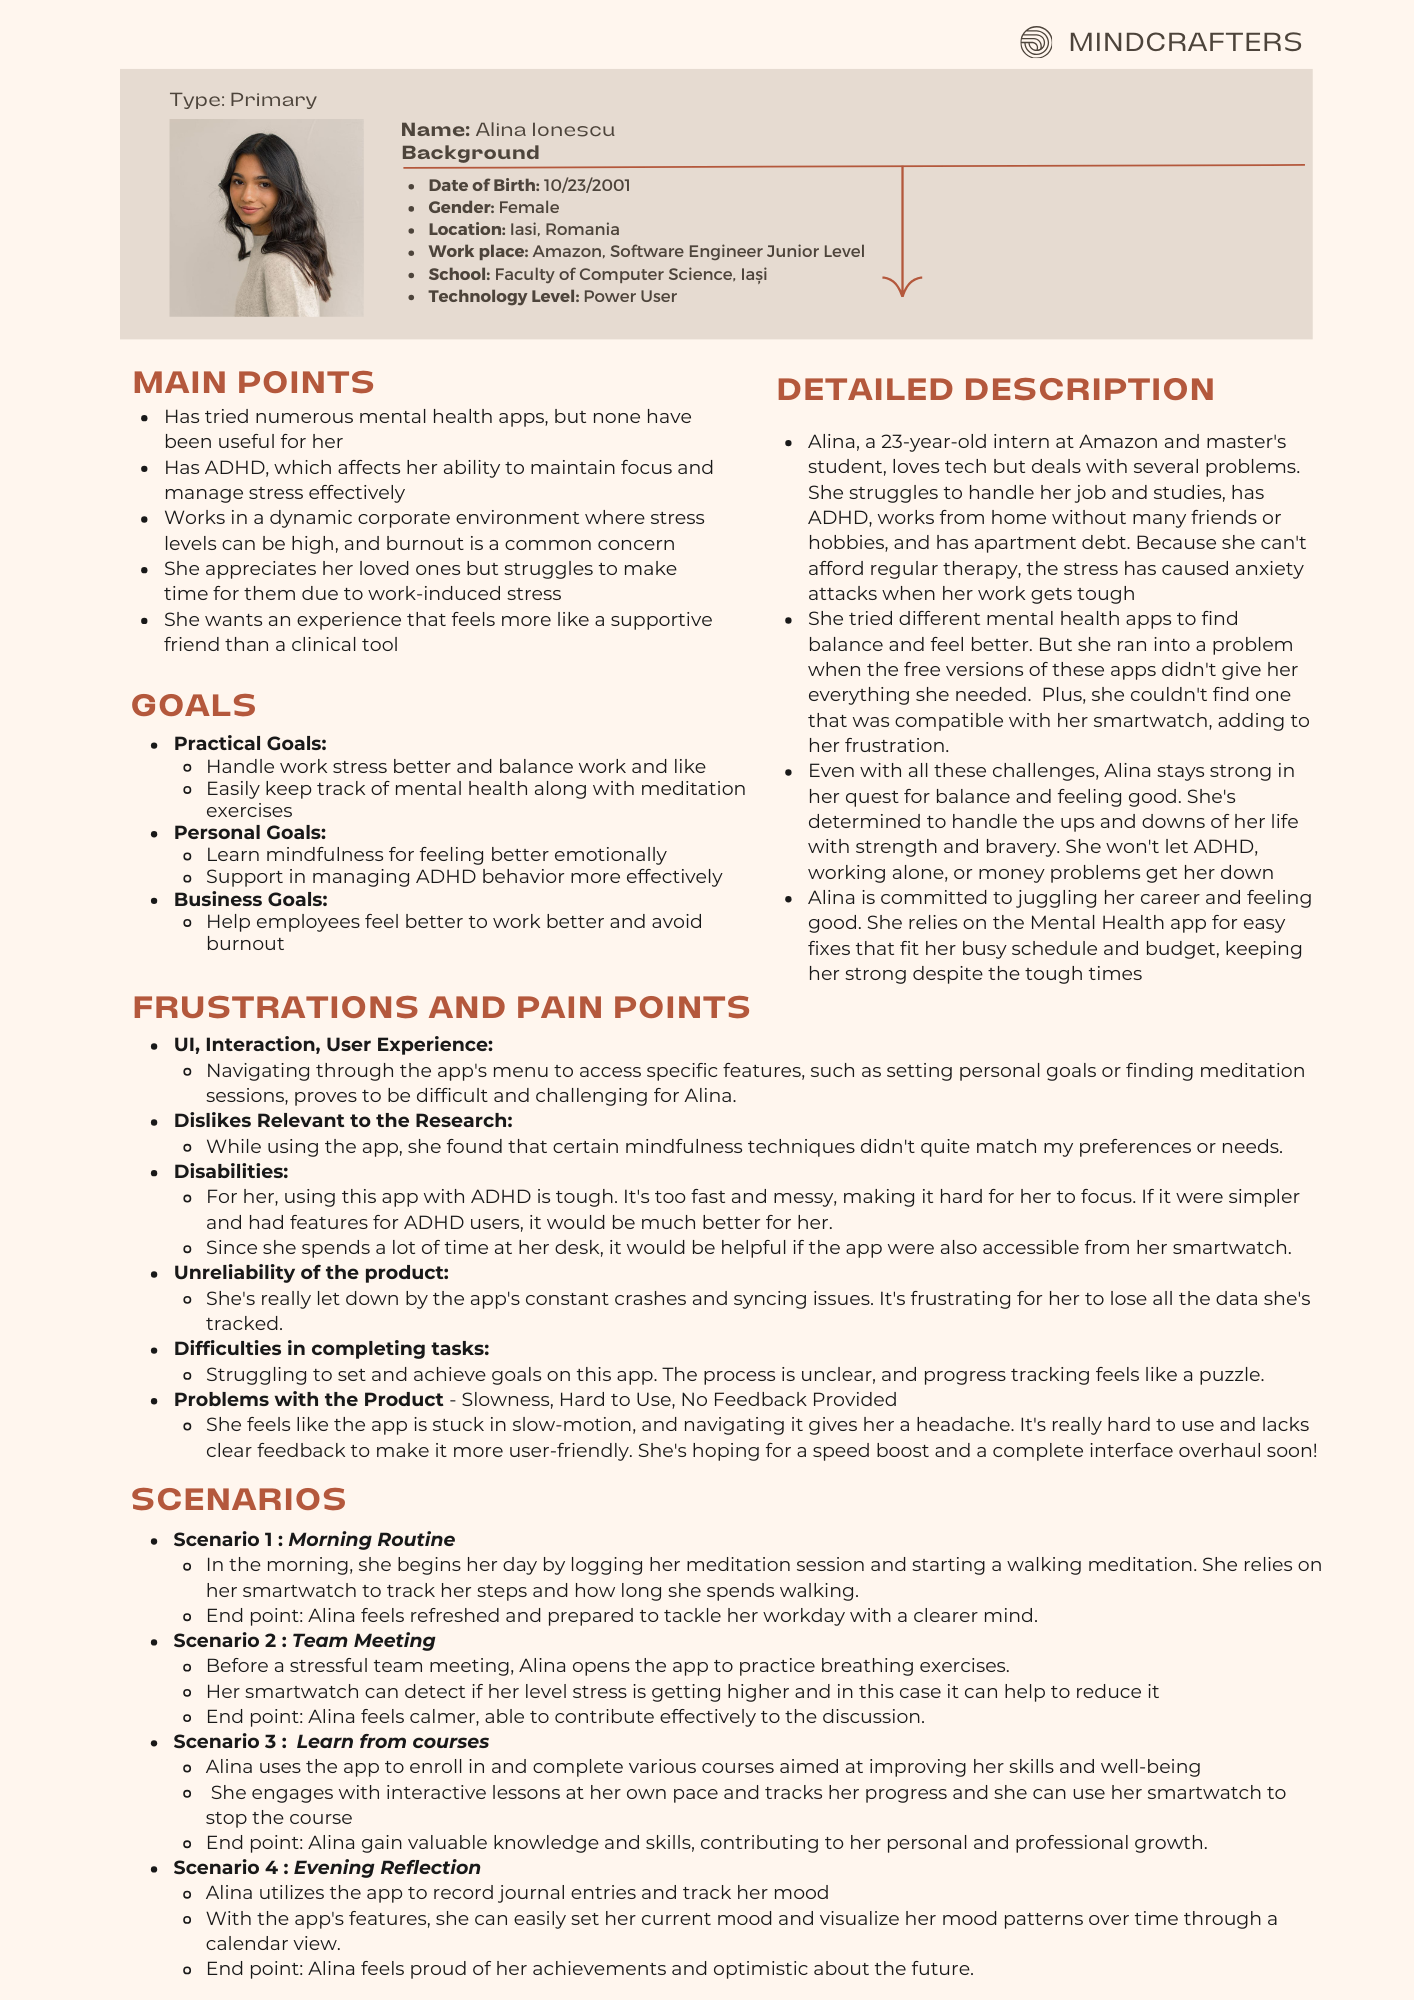 MINDCRAFTERS
Type: Primary
Name: Alina Ionescu
Background
• Date of Birth: 10/23/2001
• Gender: Female
• Location: Iasi, Romania
• Work place: Amazon, Software Engineer Junior Level
• School: Faculty of Computer Science, Iași
• Technology Level: Power User
MAIN POINTS
• Has tried numerous mental health apps, but none have
been useful for her
• Has ADHD, which affects her ability to maintain focus and
manage stress effectively
• Works in a dynamic corporate environment where stress
levels can be high, and burnout is a common concern
• She appreciates her loved ones but struggles to make
time for them due to work-induced stress
• She wants an experience that feels more like a supportive
friend than a clinical tool
GOALS
• Practical Goals:
◦ Handle work stress better and balance work and like
◦ Easily keep track of mental health along with meditation
exercises
• Personal Goals:
◦ Learn mindfulness for feeling better emotionally
◦ Support in managing ADHD behavior more effectively
• Business Goals:
◦ Help employees feel better to work better and avoid
burnout
DETAILED DESCRIPTION
• Alina, a 23-year-old intern at Amazon and master's
student, loves tech but deals with several problems.
She struggles to handle her job and studies, has
ADHD, works from home without many friends or
hobbies, and has apartment debt. Because she can't
afford regular therapy, the stress has caused anxiety
attacks when her work gets tough
• She tried different mental health apps to find
balance and feel better. But she ran into a problem
when the free versions of these apps didn't give her
everything she needed. Plus, she couldn't find one
that was compatible with her smartwatch, adding to
her frustration.
• Even with all these challenges, Alina stays strong in
her quest for balance and feeling good. She's
determined to handle the ups and downs of her life
with strength and bravery. She won't let ADHD,
working alone, or money problems get her down
• Alina is committed to juggling her career and feeling
good. She relies on the Mental Health app for easy
fixes that fit her busy schedule and budget, keeping
her strong despite the tough times
FRUSTRATIONS AND PAIN POINTS
• UI, Interaction, User Experience:
◦ Navigating through the app's menu to access specific features, such as setting personal goals or finding meditation
sessions, proves to be difficult and challenging for Alina.
• Dislikes Relevant to the Research:
◦ While using the app, she found that certain mindfulness techniques didn't quite match my preferences or needs.
• Disabilities:
◦ For her, using this app with ADHD is tough. It's too fast and messy, making it hard for her to focus. If it were simpler
and had features for ADHD users, it would be much better for her.
◦ Since she spends a lot of time at her desk, it would be helpful if the app were also accessible from her smartwatch.
• Unreliability of the product:
◦ She's really let down by the app's constant crashes and syncing issues. It's frustrating for her to lose all the data she's
tracked.
• Difficulties in completing tasks:
◦ Struggling to set and achieve goals on this app. The process is unclear, and progress tracking feels like a puzzle.
• Problems with the Product - Slowness, Hard to Use, No Feedback Provided
◦ She feels like the app is stuck in slow-motion, and navigating it gives her a headache. It's really hard to use and lacks
clear feedback to make it more user-friendly. She's hoping for a speed boost and a complete interface overhaul soon!
SCENARIOS
• Scenario 1 : Morning Routine
◦ In the morning, she begins her day by logging her meditation session and starting a walking meditation. She relies on
her smartwatch to track her steps and how long she spends walking.
◦ End point: Alina feels refreshed and prepared to tackle her workday with a clearer mind.
• Scenario 2 : Team Meeting
◦ Before a stressful team meeting, Alina opens the app to practice breathing exercises.
◦ Her smartwatch can detect if her level stress is getting higher and in this case it can help to reduce it
◦ End point: Alina feels calmer, able to contribute effectively to the discussion.
• Scenario 3 : Learn from courses
◦ Alina uses the app to enroll in and complete various courses aimed at improving her skills and well-being
◦ She engages with interactive lessons at her own pace and tracks her progress and she can use her smartwatch to
stop the course
◦ End point: Alina gain valuable knowledge and skills, contributing to her personal and professional growth.
• Scenario 4 : Evening Reflection
◦ Alina utilizes the app to record journal entries and track her mood
◦ With the app's features, she can easily set her current mood and visualize her mood patterns over time through a
calendar view.
◦ End point: Alina feels proud of her achievements and optimistic about the future.